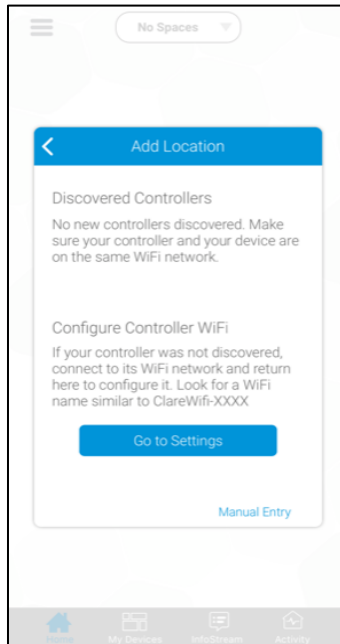 No Spaces
Add Location
Discovered Controllers
No new controllers discovered. Make
sure your controller and your device are
on the same WiFi network.
Configure Controller WiFi
If your controller was not discovered,
connect to its WiFi network and return
here to configure it. Look for a WiFi
name similar to ClareWifi-XXXX
Go to Settings
Manual Entry
Home My Devices InfoStream Activity